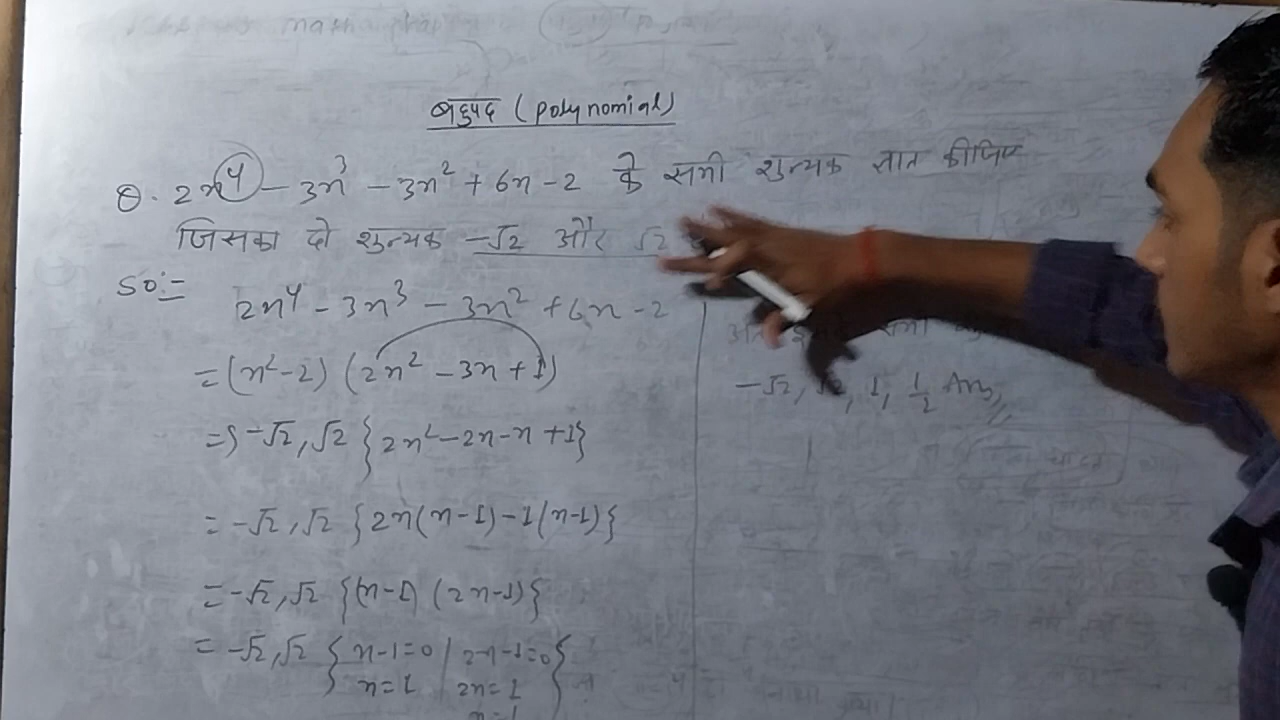 बहुपद (polynomial)
Q. 2x⁴ - 3x³ - 3x² + 6x - 2 के सभी शुन्यक ज्ञात कीजिए
जिसका दो शुन्यक -√2 और √2
So:-
2x⁴ - 3x³ - 3x² + 6x - 2
= (x² - 2) (2x² - 3x + 1)
=> -√2, √2 {2x² - 2x - x + 1}
= -√2, √2 {2x(x-1) - 1(x-1)}
= -√2, √2 {(x-1) (2x-1)}
= -√2, √2 { x-1=0 | 2x-1=0 }
x=1 | 2x=1
सभी
-√2, √2, 1, 1/2 Ans